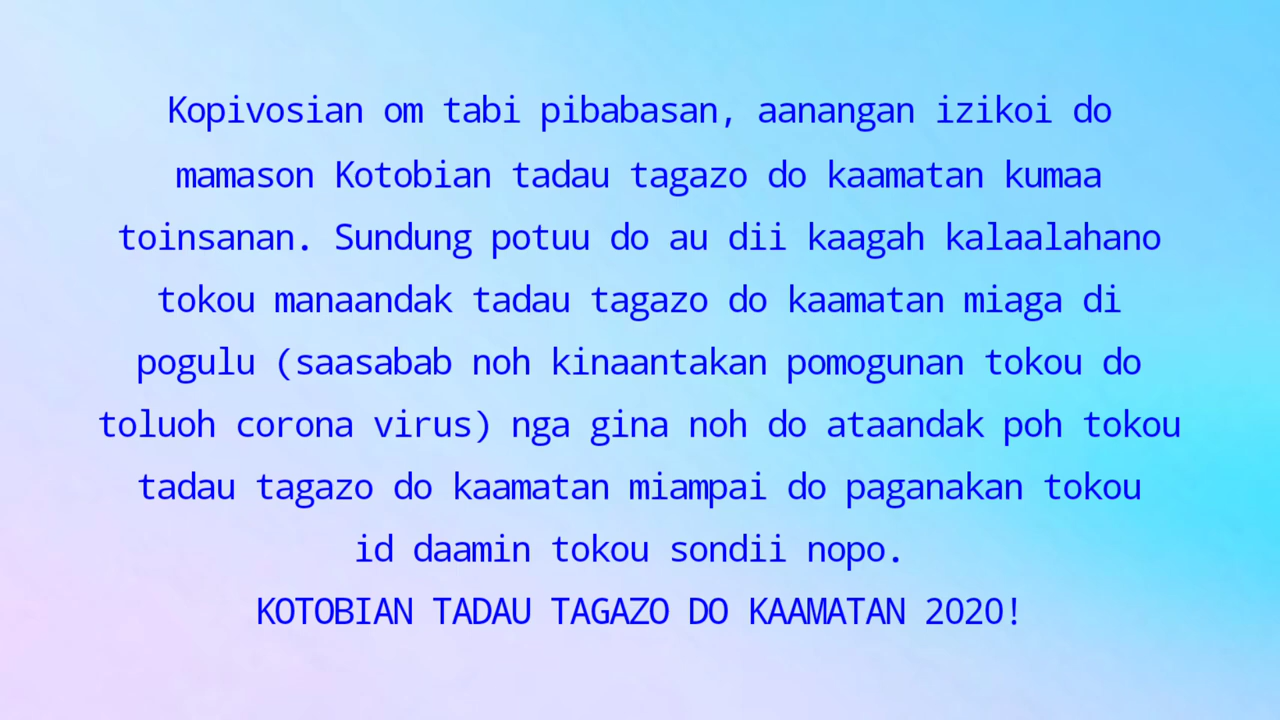 Kopivosian om tabi pibabasan, aanangan izikoi do
mamason Kotobian tadau tagazo do kaamatan kumaa
toinsanan. Sundung potuu do au dii kaagah kalaalahano
tokou manaandak tadau tagazo do kaamatan miaga di
pogulu (saasabab noh kinaantakan pomogunan tokou do
toluoh corona virus) nga gina noh do ataandak poh tokou
tadau tagazo do kaamatan miampai do paganakan tokou
id daamin tokou sondii nopo.
KOTOBIAN TADAU TAGAZO DO KAAMATAN 2020!